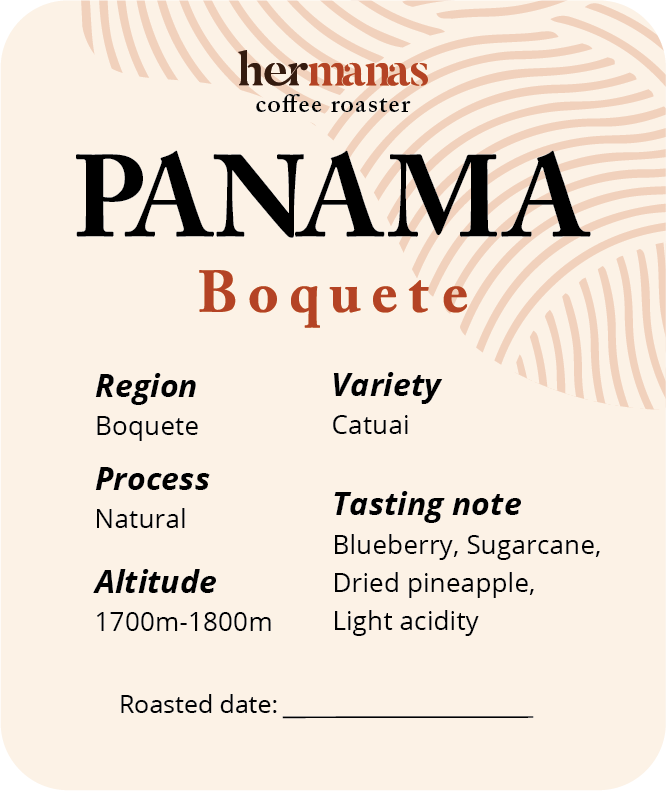 hermanas
coffee roaster
PANAMA
Boquete
Region
Boquete
Process
Natural
Altitude
1700m-1800m
Variety
Catuai
Tasting note
Blueberry, Sugarcane,
Dried pineapple,
Light acidity
Roasted date: ____________________